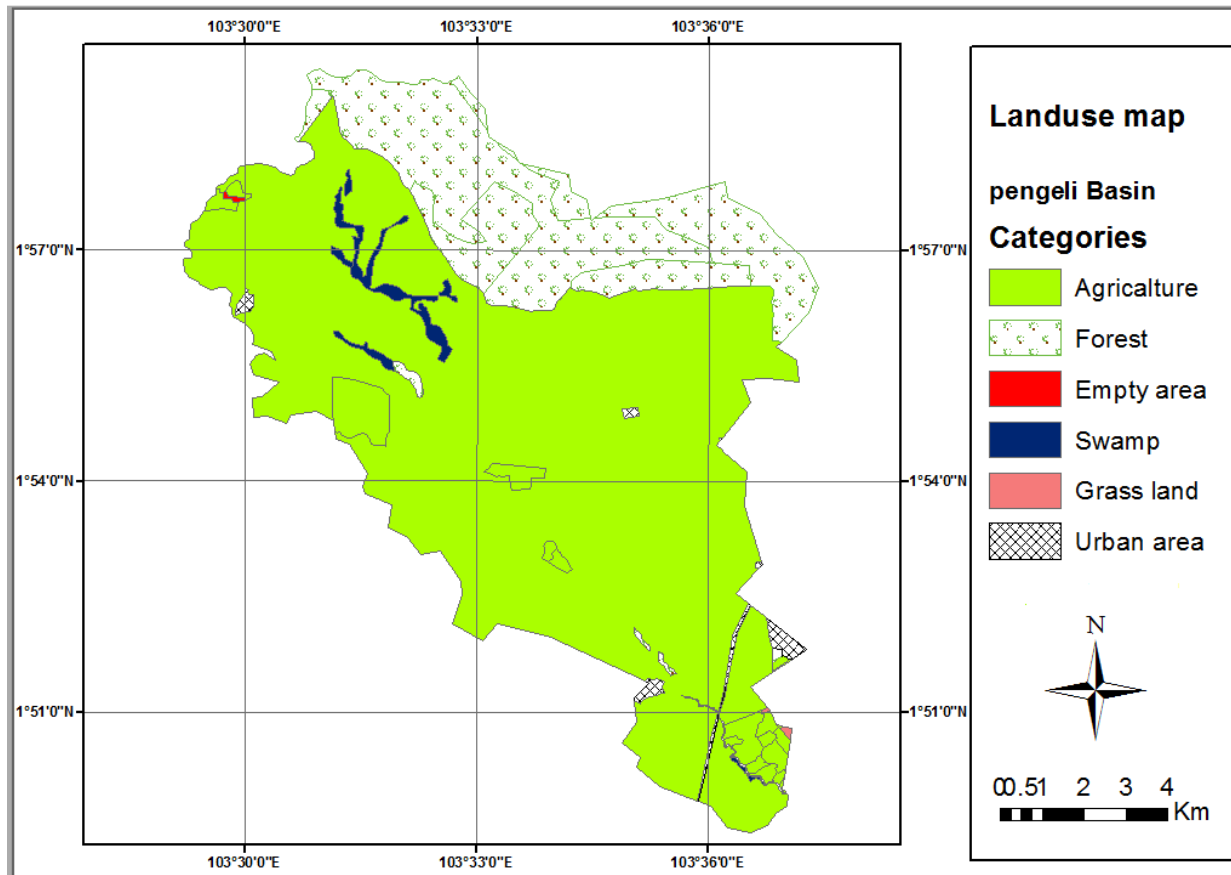 103°30'0"E 103°33'0"E 103°36'0"E
1°57'0"N 1°57'0"N
1°54'0"N 1°54'0"N
1°51'0"N 1°51'0"N
103°30'0"E 103°33'0"E 103°36'0"E
Landuse map
pengeli Basin
Categories
Agricalture
Forest
Empty area
Swamp
Grass land
Urban area
N
00.51 2 3 4
Km